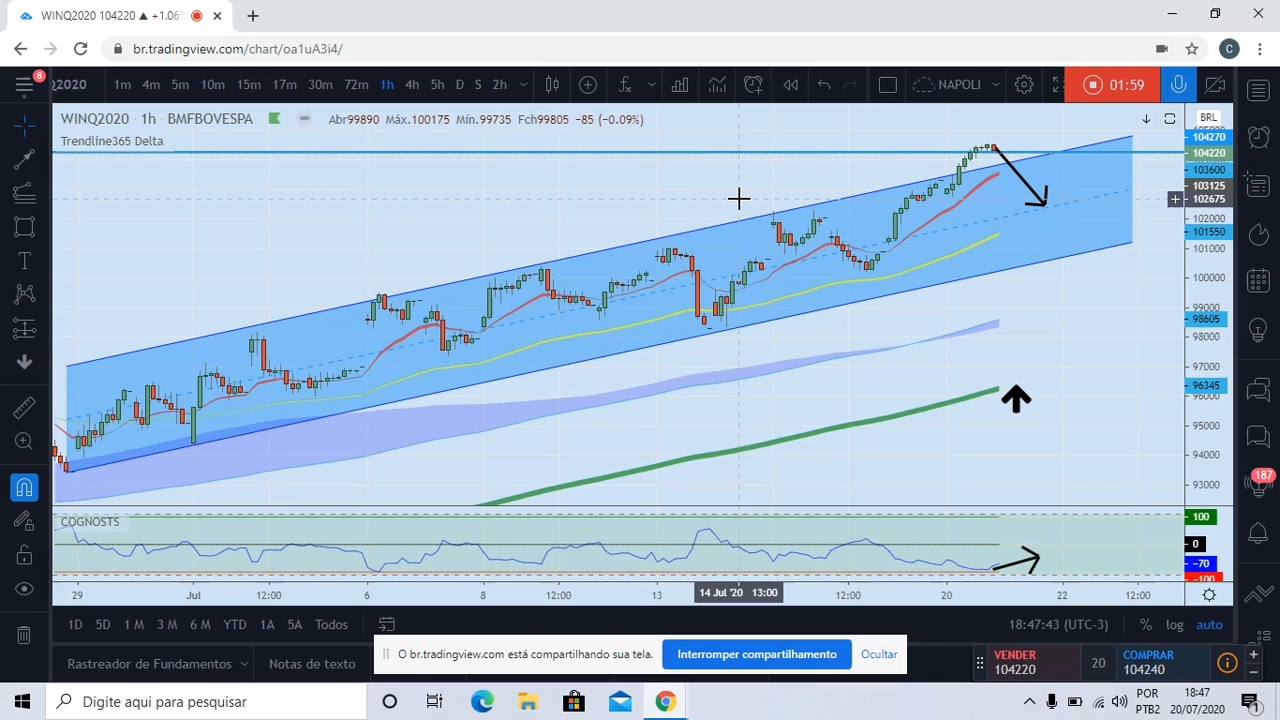 WINQ2020 104220 ▲ +1.06%
br.tradingview.com/chart/oa1uA3i4/
C
8
Q2020 1m 4m 5m 10m 15m 17m 30m 72m 1h 4h 5h D S 2h NAPOLI 01:59
WINQ2020 · 1h · BMFBOVESPA Abr99890 Máx.100175 Mín.99735 Fch99805 −85 (−0.09%)
Trendline365 Delta
BRL
104270
104220
103600
103125
102675
102000
101550
101000
100000
99000
98605
98000
97000
96345
96000
95000
94000
93000
187
COGNOSTS
100
0
−70
−100
29 Jul 12:00 6 8 12:00 13 14 Jul '20 13:00 12:00 20 22 12:00
1D 5D 1 M 3 M 6 M YTD 1A 5A Todos 18:47:43 (UTC-3) % log auto
O br.tradingview.com está compartilhando sua tela. Interromper compartilhamento Ocultar
Rastreador de Fundamentos Notas de texto
VENDER
104220
20
COMPRAR
104240
Digite aqui para pesquisar
POR
PTB2
18:47
20/07/2020
1